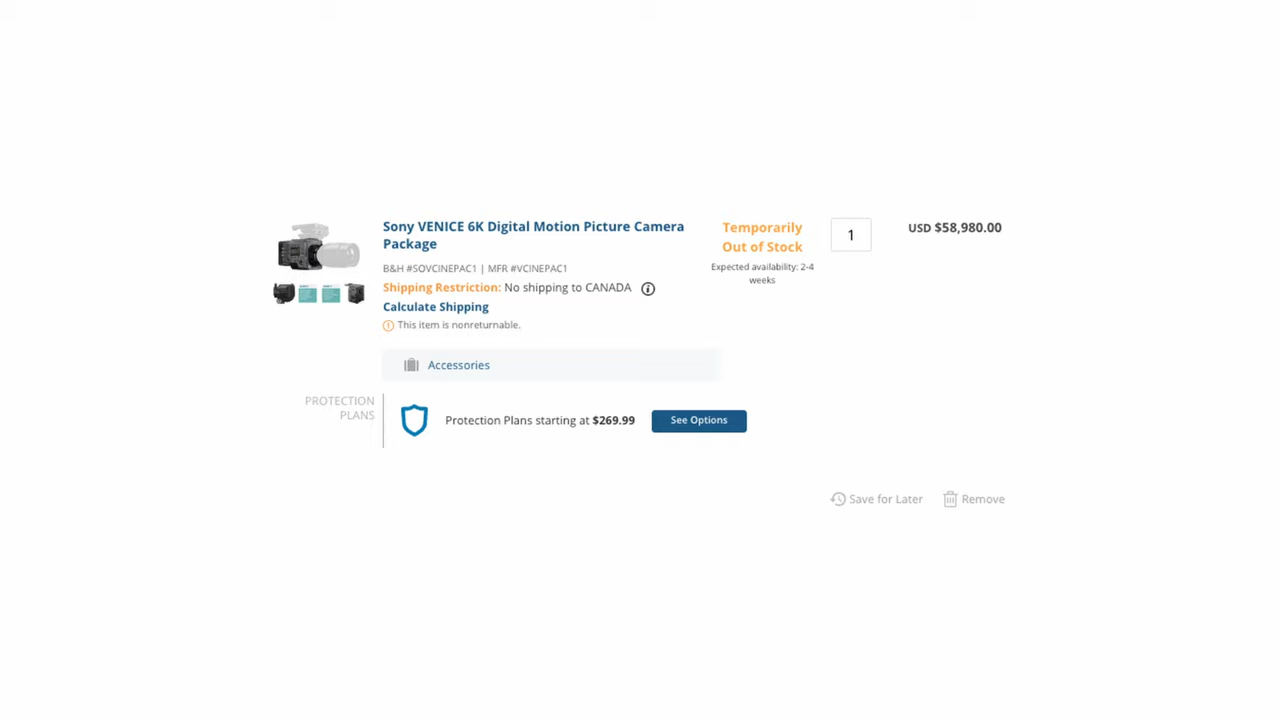 Sony VENICE 6K Digital Motion Picture Camera
Package
B&H #SOVCINEPAC1 | MFR #VCINEPAC1
Shipping Restriction: No shipping to CANADA
Calculate Shipping
This item is nonreturnable.
Temporarily
Out of Stock
Expected availability: 2-4
weeks
1
USD $58,980.00
Accessories
PROTECTION
PLANS
Protection Plans starting at $269.99
See Options
Save for Later
Remove